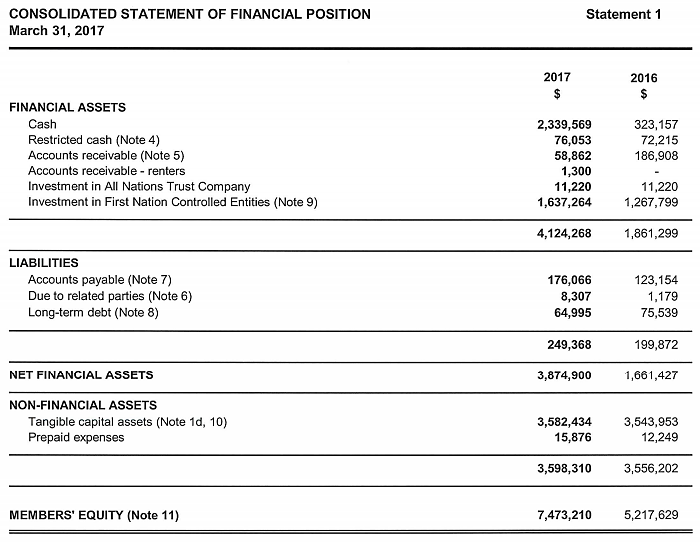 CONSOLIDATED STATEMENT OF FINANCIAL POSITION Statement 1
March 31, 2017
2017 2016
$ $
FINANCIAL ASSETS
Cash 2,339,569 323,157
Restricted cash (Note 4) 76,053 72,215
Accounts receivable (Note 5) 58,862 186,908
Accounts receivable - renters 1,300 -
Investment in All Nations Trust Company 11,220 11,220
Investment in First Nation Controlled Entities (Note 9) 1,637,264 1,267,799
4,124,268 1,861,299
LIABILITIES
Accounts payable (Note 7) 176,066 123,154
Due to related parties (Note 6) 8,307 1,179
Long-term debt (Note 8) 64,995 75,539
249,368 199,872
NET FINANCIAL ASSETS 3,874,900 1,661,427
NON-FINANCIAL ASSETS
Tangible capital assets (Note 1d, 10) 3,582,434 3,543,953
Prepaid expenses 15,876 12,249
3,598,310 3,556,202
MEMBERS' EQUITY (Note 11) 7,473,210 5,217,629